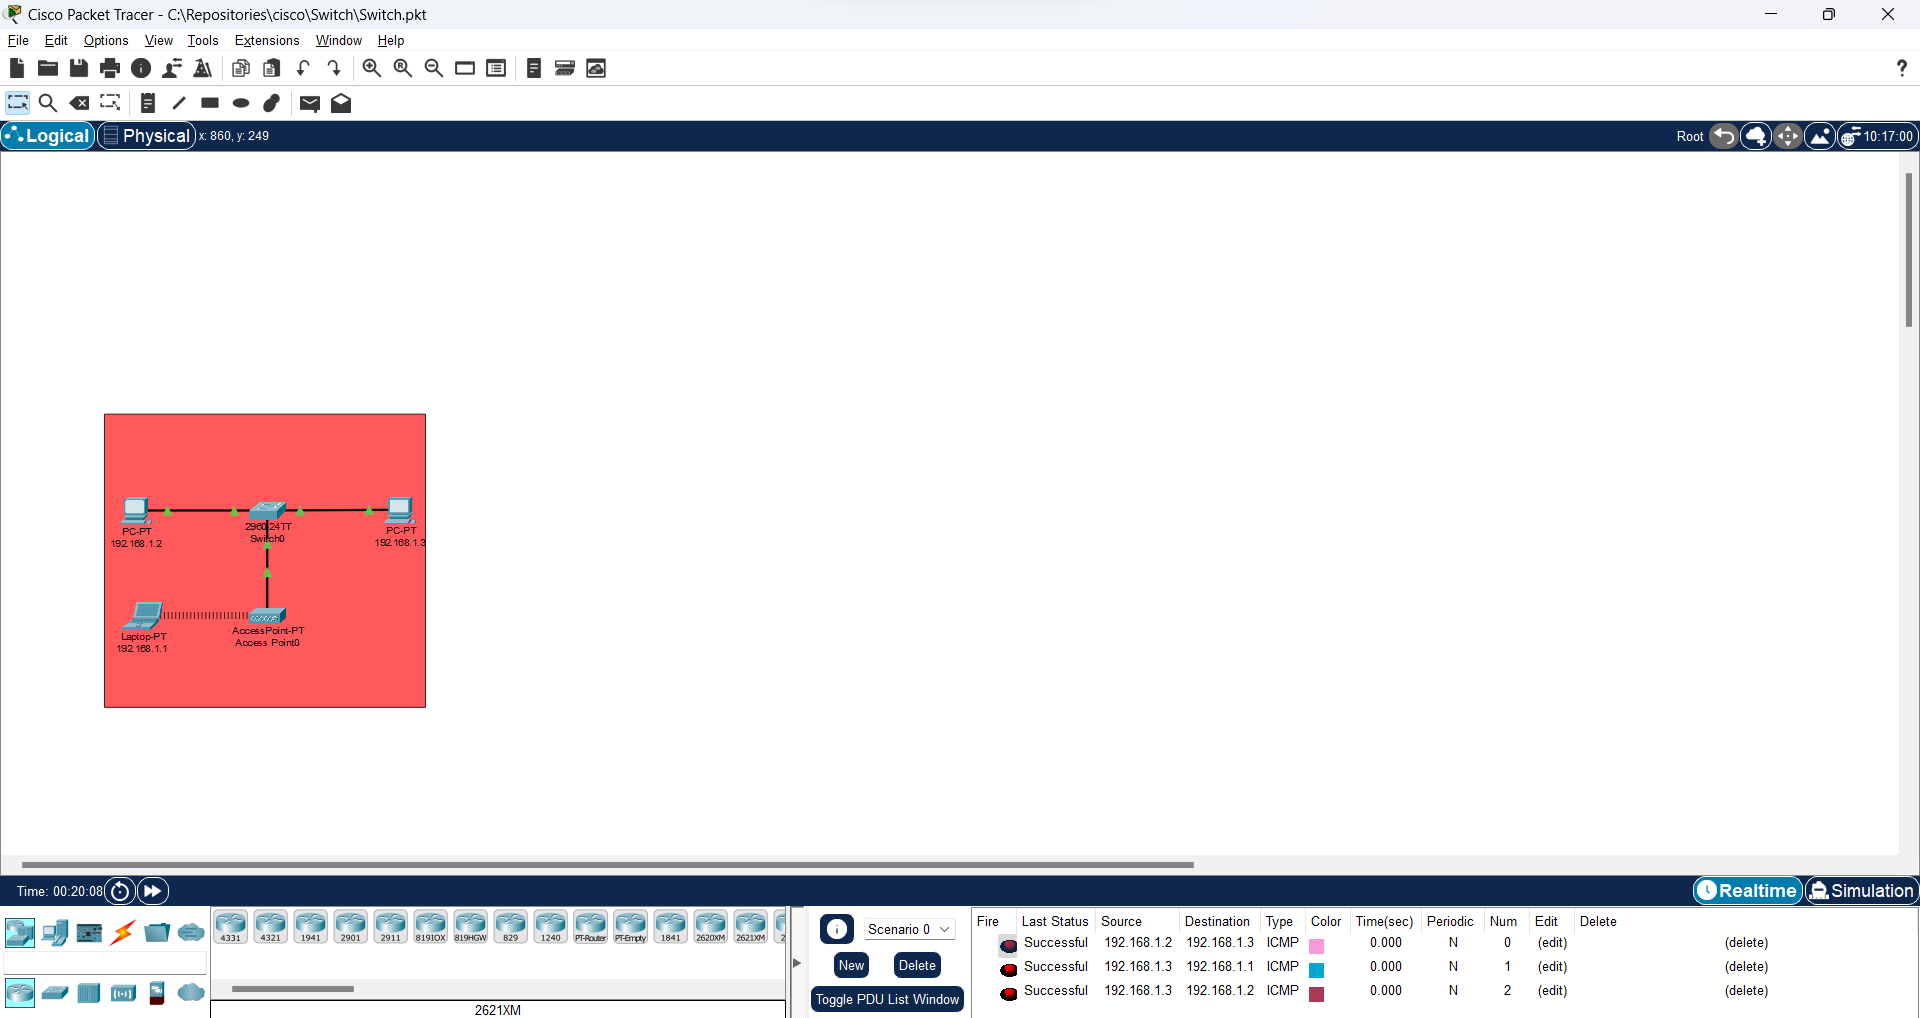 Cisco Packet Tracer - C:\Repositories\cisco\Switch\Switch.pkt
File Edit Options View Tools Extensions Window Help
?
Logical Physical x: 860, y: 249 Root 10:17:00
PC-PT
192.168.1.2
2960-24TT
Switch0
PC-PT
192.168.1.3
Laptop-PT
192.168.1.1
AccessPoint-PT
Access Point0
Time: 00:20:08 Realtime Simulation
4331 4321 1941 2901 2911 819IOX 819HGW 829 1240 PT-Router PT-Empty 1841 2620XM 2621XM 2
2621XM
Scenario 0
New Delete
Toggle PDU List Window
Fire Last Status Source Destination Type Color Time(sec) Periodic Num Edit Delete
Successful 192.168.1.2 192.168.1.3 ICMP 0.000 N 0 (edit) (delete)
Successful 192.168.1.3 192.168.1.1 ICMP 0.000 N 1 (edit) (delete)
Successful 192.168.1.3 192.168.1.2 ICMP 0.000 N 2 (edit) (delete)